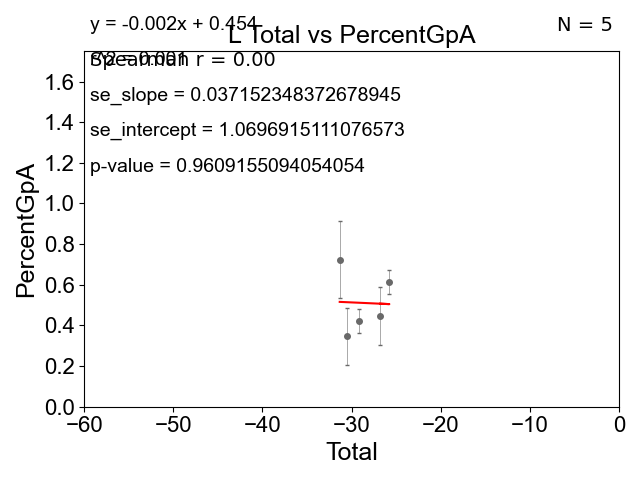 y = -0.002x + 0.454
N = 5
L Total vs PercentGpA
Spearman r = 0.00
se_slope = 0.037152348372678945
se_intercept = 1.0696915111076573
p-value = 0.9609155094054054
PercentGpA
1.6
1.4
1.2
1.0
0.8
0.6
0.4
0.2
0.0
−60 −50 −40 −30 −20 −10 0
Total